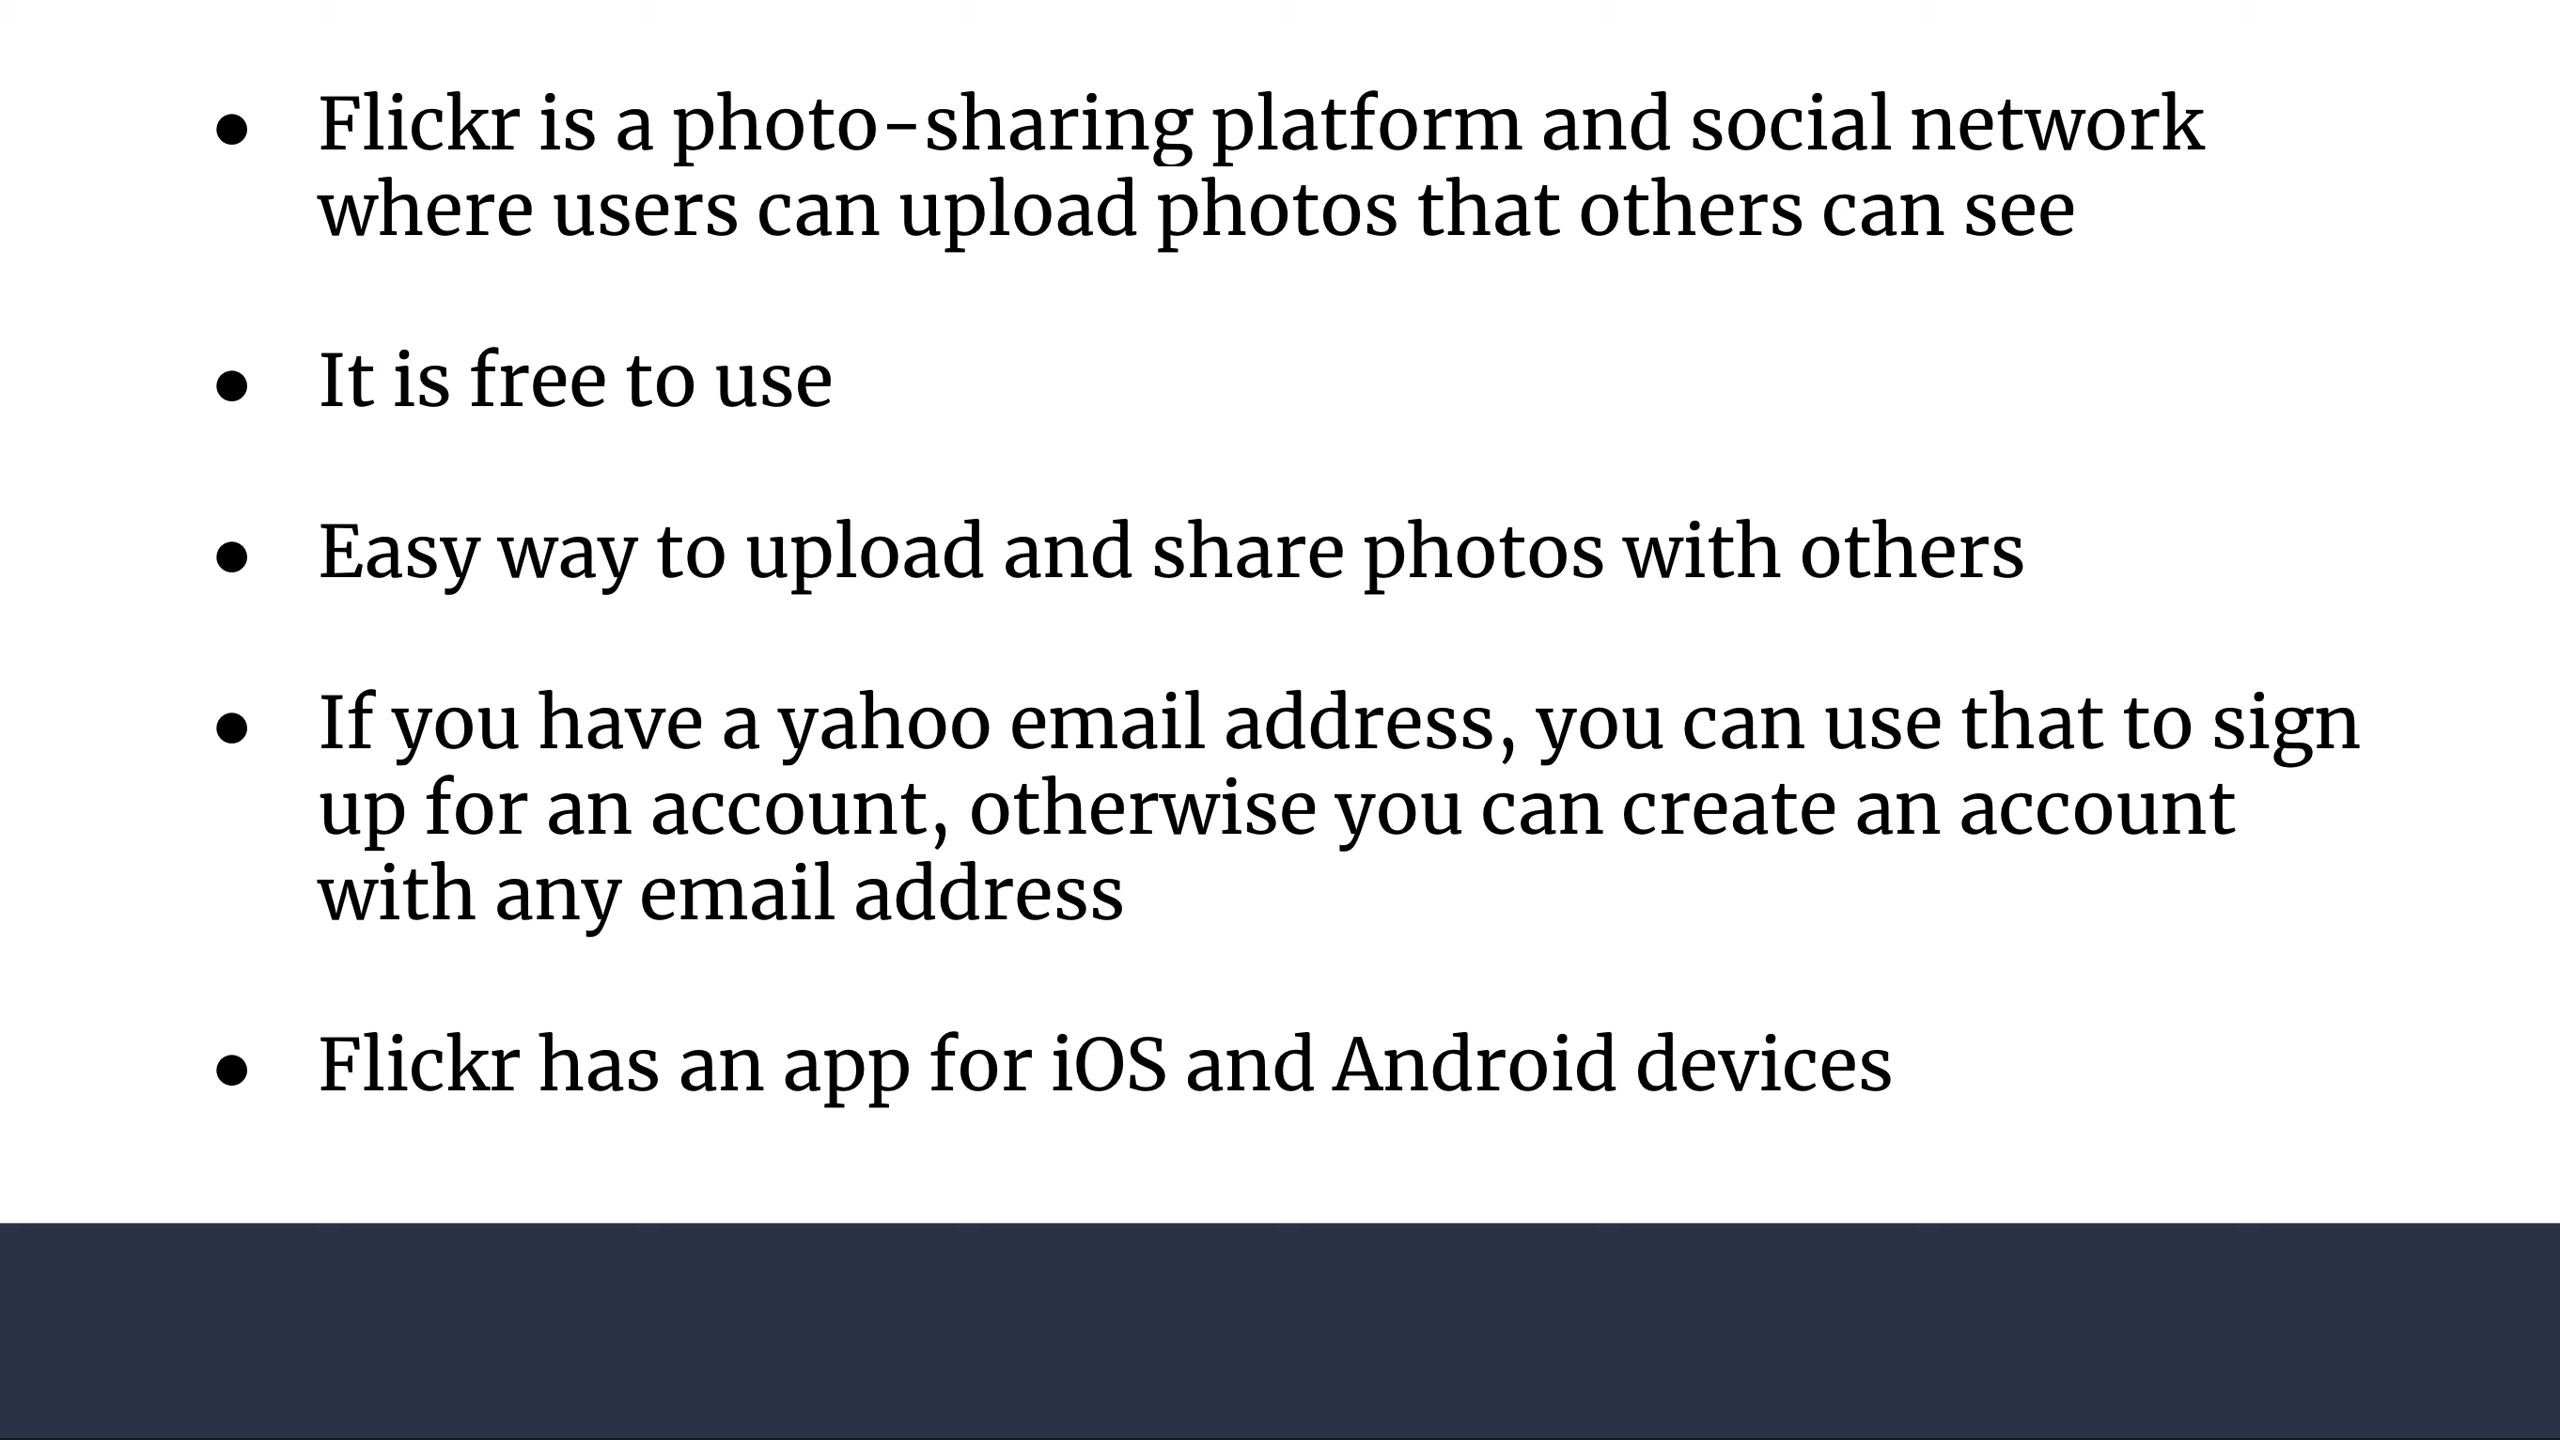 ● Flickr is a photo-sharing platform and social network
where users can upload photos that others can see
● It is free to use
● Easy way to upload and share photos with others
● If you have a yahoo email address, you can use that to sign
up for an account, otherwise you can create an account
with any email address
● Flickr has an app for iOS and Android devices